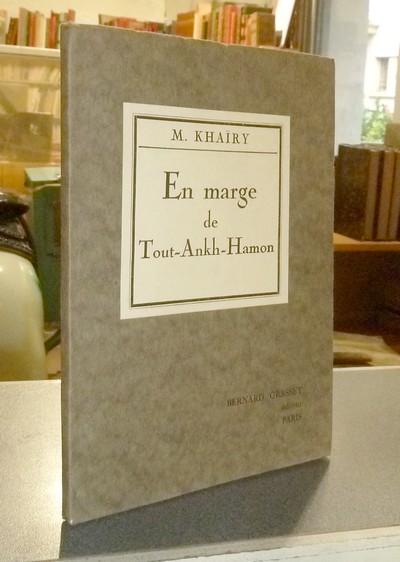 M. KHAÏRY
En marge
de
Tout-Ankh-Hamon
BERNARD GRASSET
éditeur
PARIS